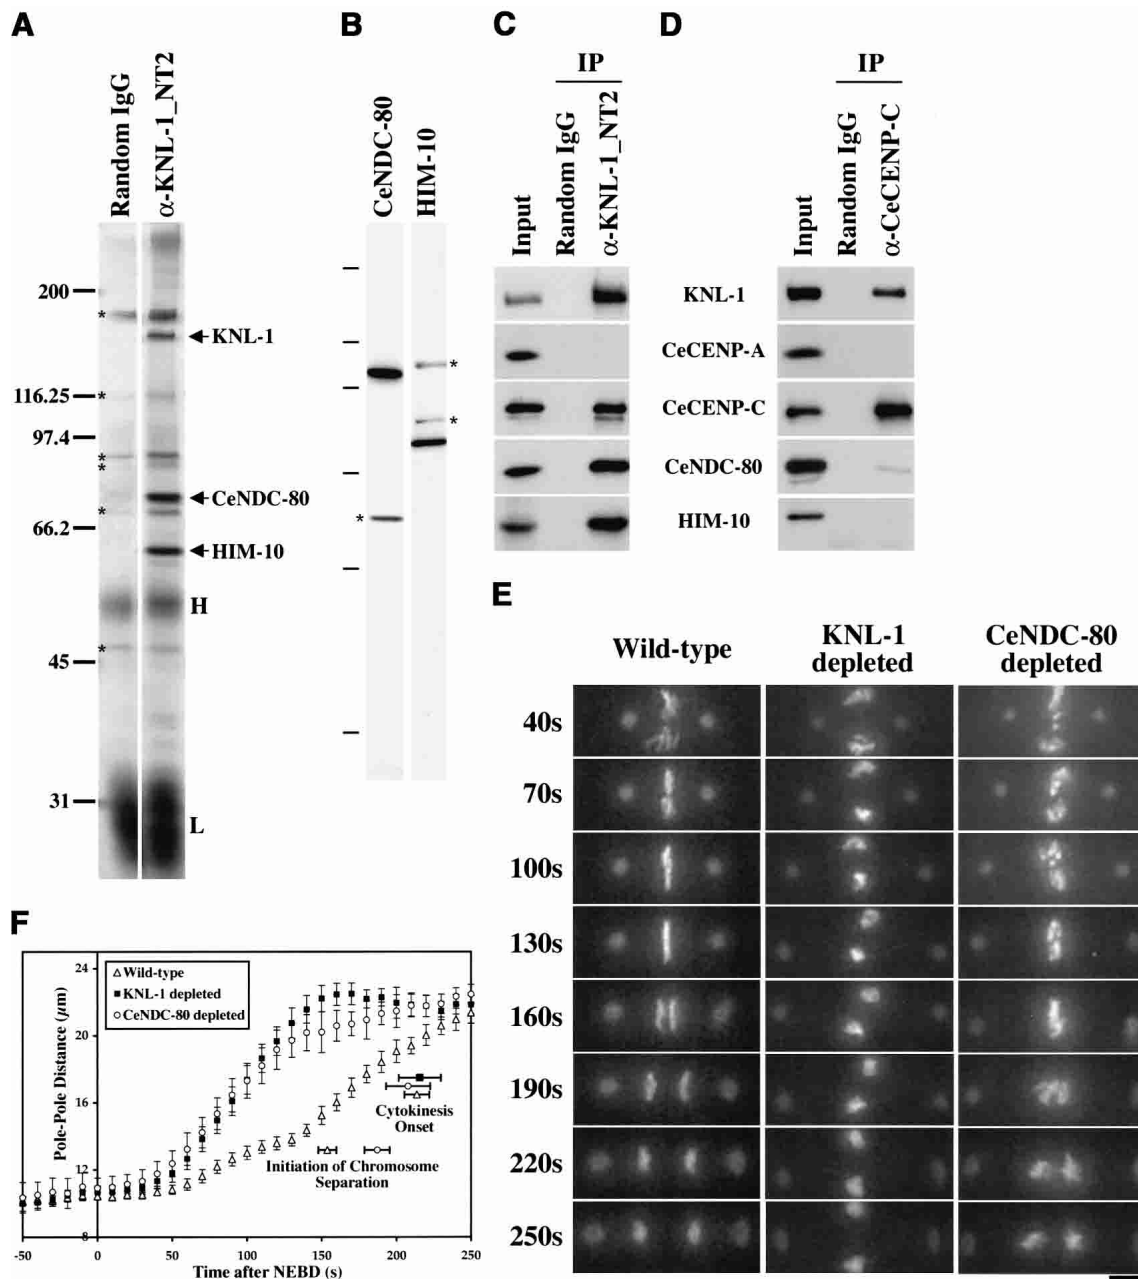 A
Random IgG
α-KNL-1_NT2
200
*
KNL-1
116.25
*
97.4
*
*
CeNDC-80
*
66.2
HIM-10
H
*
45
31
L
B
CeNDC-80
HIM-10
*
*
*
C
IP
Input
Random IgG
α-KNL-1_NT2
D
IP
Input
Random IgG
α-CeCENP-C
KNL-1
CeCENP-A
CeCENP-C
CeNDC-80
HIM-10
E
Wild-type
KNL-1
depleted
CeNDC-80
depleted
40s
70s
100s
130s
160s
190s
220s
250s
F
Pole-Pole Distance (μm)
24
20
16
12
8
Wild-type
KNL-1 depleted
CeNDC-80 depleted
Cytokinesis
Onset
Initiation of Chromosome
Separation
-50
0
50
100
150
200
250
Time after NEBD (s)